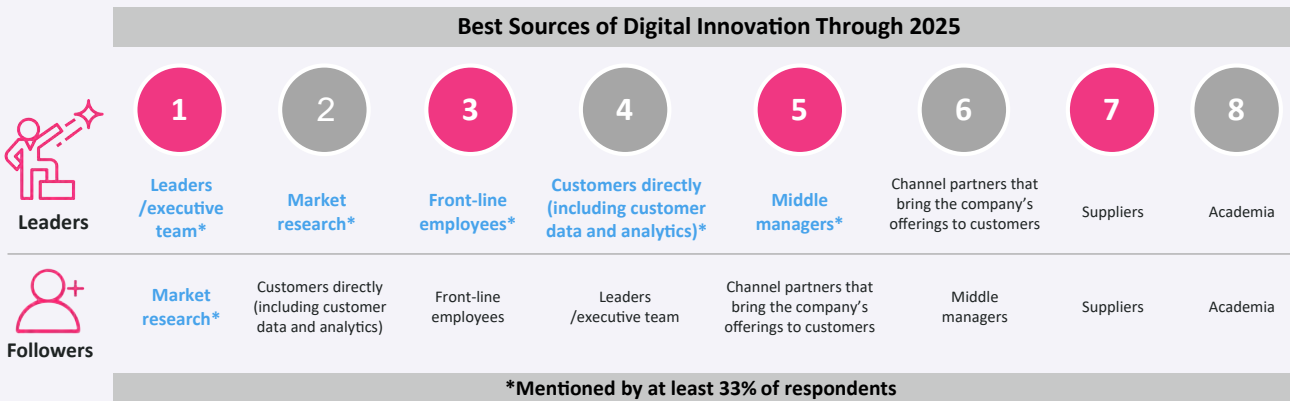 Best Sources of Digital Innovation Through 2025
1
2
3
4
5
6
7
8
Leaders
Leaders
/executive
team*
Market
research*
Front-line
employees*
Customers directly
(including customer
data and analytics)*
Middle
managers*
Channel partners that
bring the company's
offerings to customers
Suppliers
Academia
Followers
Market
research*
Customers directly
(including customer
data and analytics)
Front-line
employees
Leaders
/executive team
Channel partners that
bring the company's
offerings to customers
Middle
managers
Suppliers
Academia
*Mentioned by at least 33% of respondents